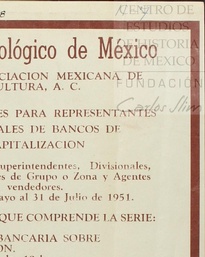 CENTRO DE
ESTUDIOS
DE HISTORIA
DE MÉXICO
FUNDACIÓN
Carlos Slim
ológico de México
CIACION MEXICANA DE
ULTURA, A. C.
ES PARA REPRESENTANTES
ALES DE BANCOS DE
APITALIZACION
uperintendentes, Divisionales,
es de Grupo o Zona y Agentes
vendedores.
ayo al 31 de Julio de 1951.
QUE COMPRENDE LA SERIE:
BANCARIA SOBRE
ON.